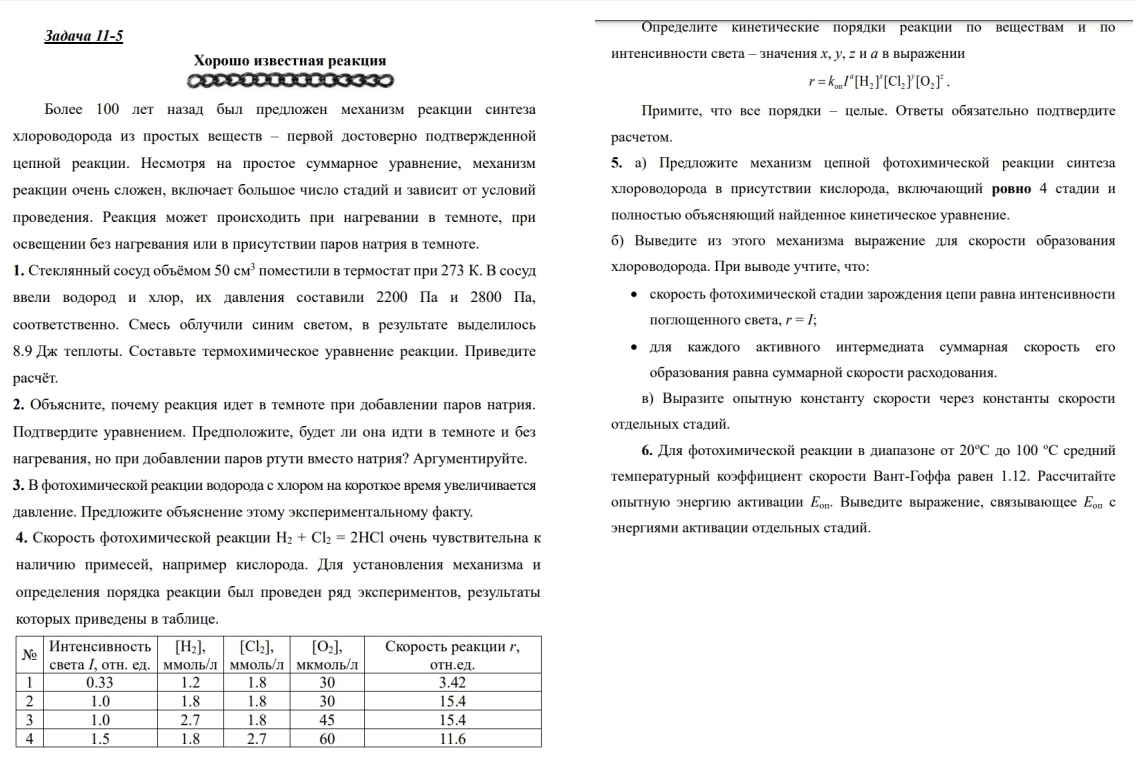 Задача 11-5
Хорошо известная реакция
Более 100 лет назад был предложен механизм реакции синтеза
хлороводорода из простых веществ – первой достоверно подтвержденной
цепной реакции. Несмотря на простое суммарное уравнение, механизм
реакции очень сложен, включает большое число стадий и зависит от условий
проведения. Реакция может происходить при нагревании в темноте, при
освещении без нагревания или в присутствии паров натрия в темноте.
1. Стеклянный сосуд объёмом 50 см³ поместили в термостат при 273 К. В сосуд
ввели водород и хлор, их давления составили 2200 Па и 2800 Па,
соответственно. Смесь облучили синим светом, в результате выделилось
8.9 Дж теплоты. Составьте термохимическое уравнение реакции. Приведите
расчёт.
2. Объясните, почему реакция идет в темноте при добавлении паров натрия.
Подтвердите уравнением. Предположите, будет ли она идти в темноте и без
нагревания, но при добавлении паров ртути вместо натрия? Аргументируйте.
3. В фотохимической реакции водорода с хлором на короткое время увеличивается
давление. Предложите объяснение этому экспериментальному факту.
4. Скорость фотохимической реакции H₂ + Cl₂ = 2HCl очень чувствительна к
наличию примесей, например кислорода. Для установления механизма и
определения порядка реакции был проведен ряд экспериментов, результаты
которых приведены в таблице.
№ Интенсивность света I, отн. ед. [H₂], ммоль/л [Cl₂], ммоль/л [O₂], мкмоль/л Скорость реакции r, отн.ед.
1 0.33 1.2 1.8 30 3.42
2 1.0 1.8 1.8 30 15.4
3 1.0 2.7 1.8 45 15.4
4 1.5 1.8 2.7 60 11.6
Определите кинетические порядки реакции по веществам и по
интенсивности света – значения x, y, z и a в выражении
r = kопIᵃ[H₂]ˣ[Cl₂]ʸ[O₂]ᶻ.
Примите, что все порядки – целые. Ответы обязательно подтвердите
расчетом.
5. а) Предложите механизм цепной фотохимической реакции синтеза
хлороводорода в присутствии кислорода, включающий ровно 4 стадии и
полностью объясняющий найденное кинетическое уравнение.
б) Выведите из этого механизма выражение для скорости образования
хлороводорода. При выводе учтите, что:
• скорость фотохимической стадии зарождения цепи равна интенсивности
поглощенного света, r = I;
• для каждого активного интермедиата суммарная скорость его
образования равна суммарной скорости расходования.
в) Выразите опытную константу скорости через константы скорости
отдельных стадий.
6. Для фотохимической реакции в диапазоне от 20ºC до 100 ºC средний
температурный коэффициент скорости Вант-Гоффа равен 1.12. Рассчитайте
опытную энергию активации Eоп. Выведите выражение, связывающее Eоп с
энергиями активации отдельных стадий.